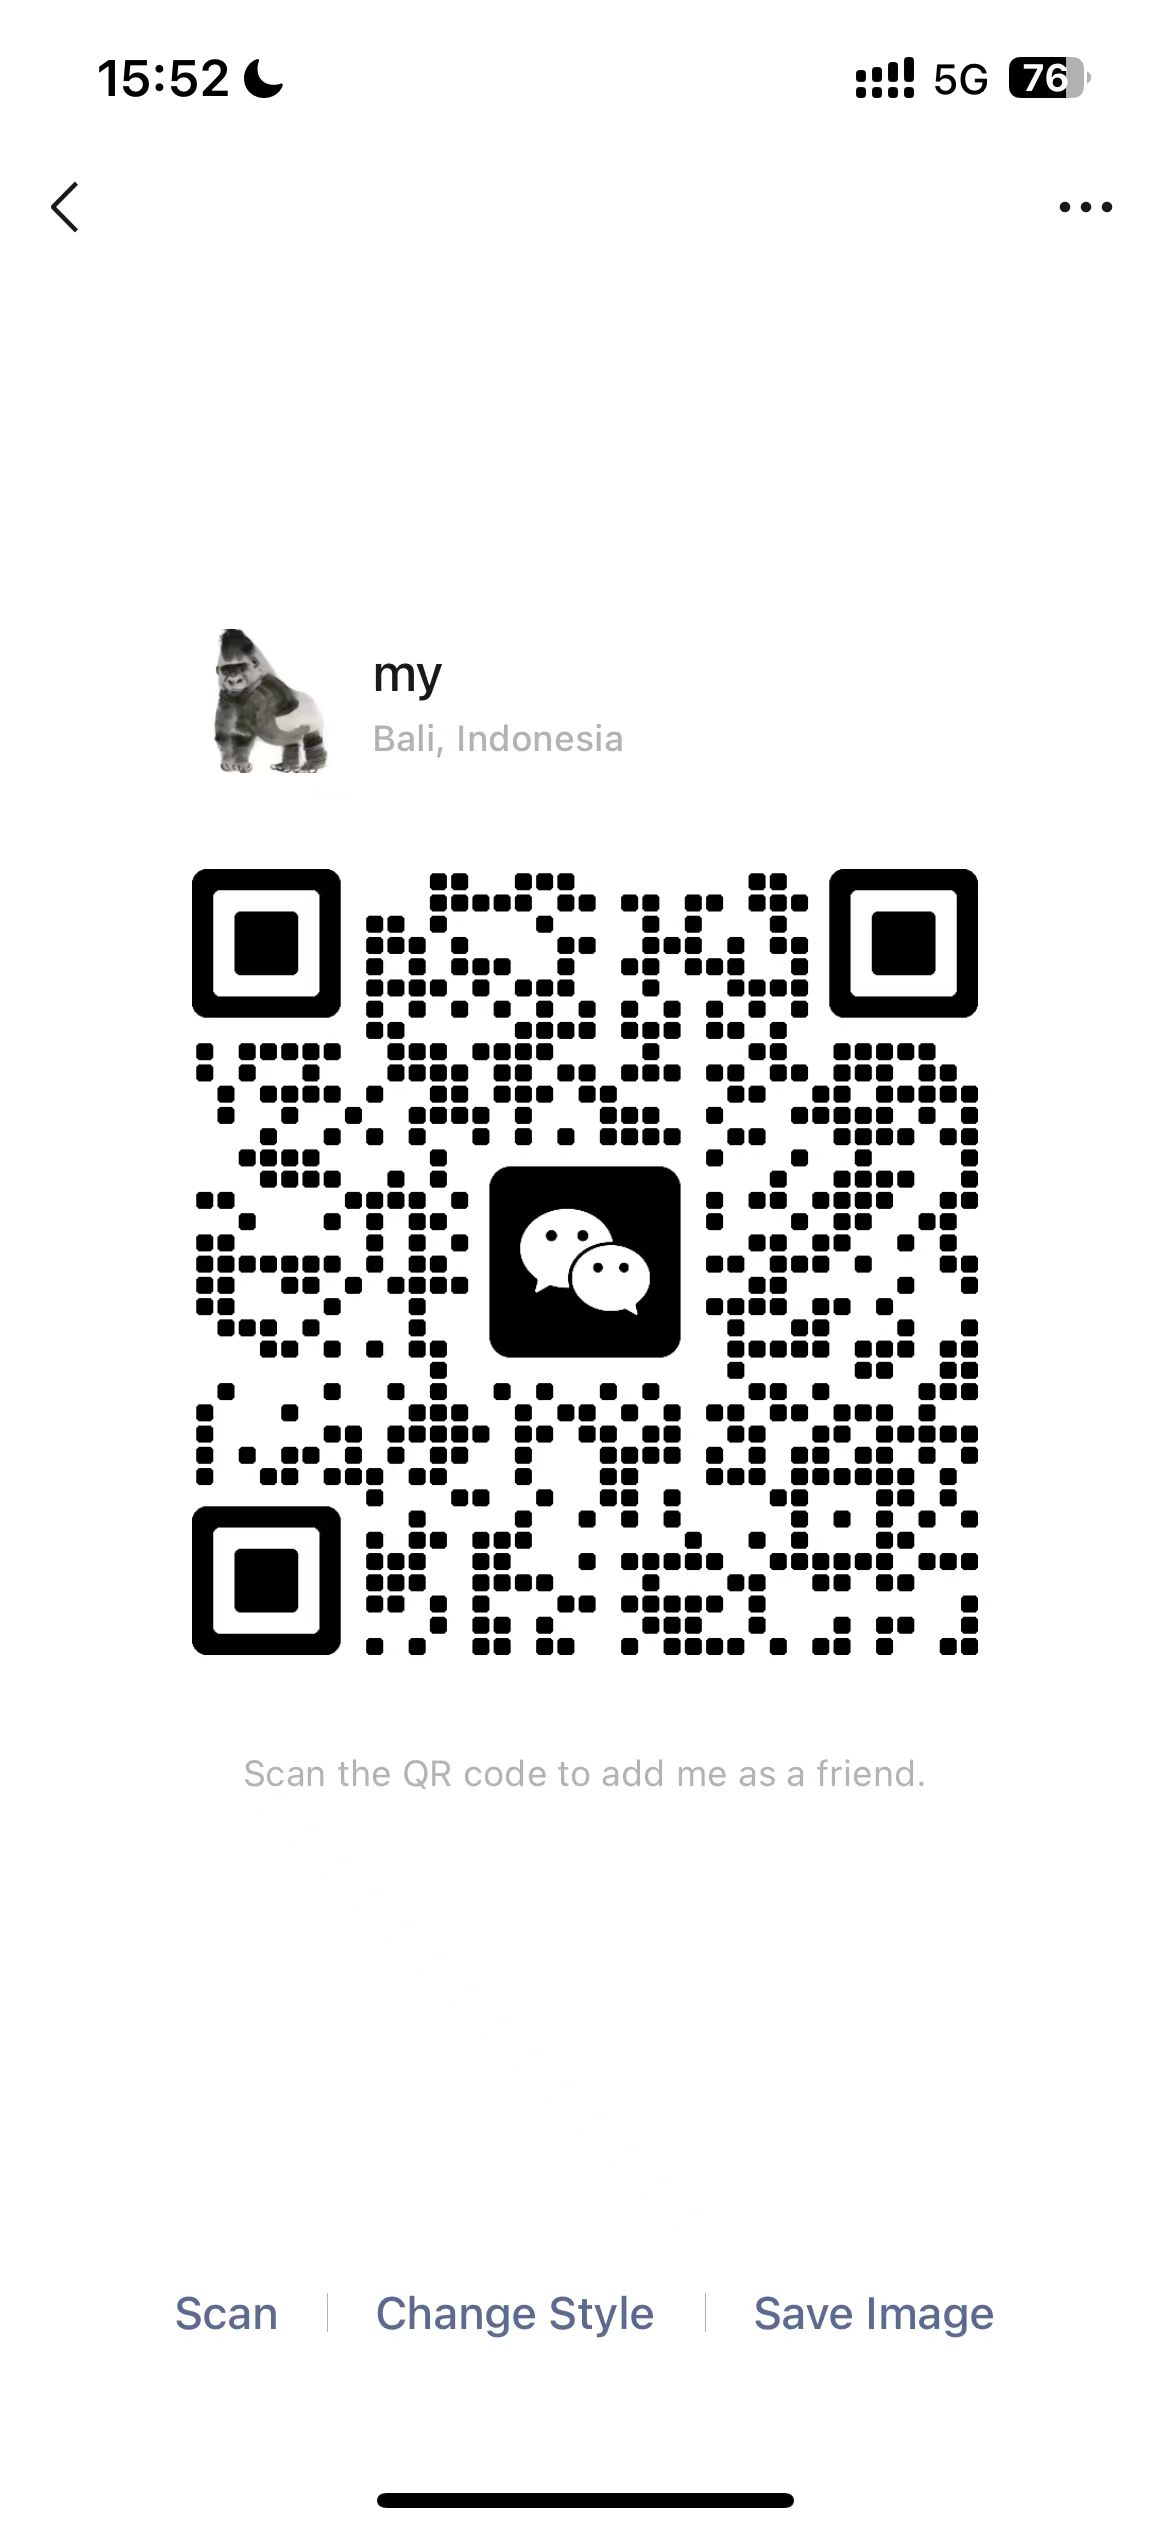 15:52
5G
76
my
Bali, Indonesia
Scan the QR code to add me as a friend.
Scan
Change Style
Save Image